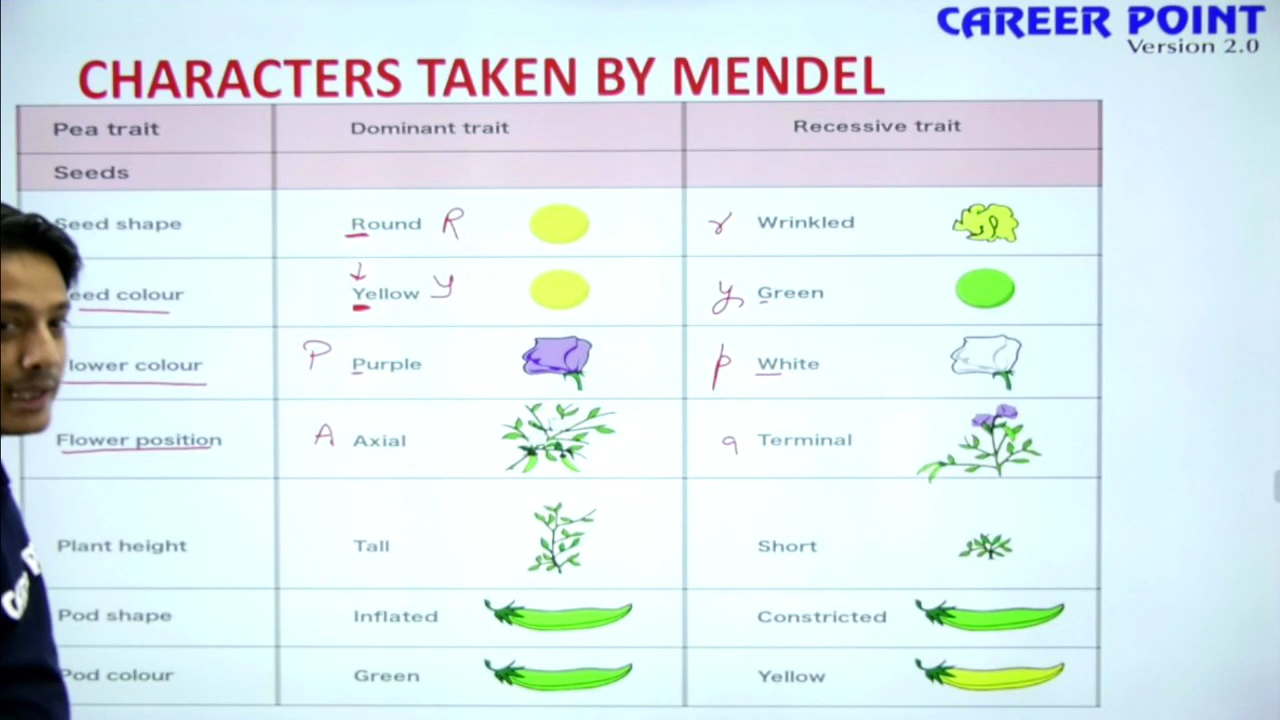 CAREER POINT
Version 2.0
CHARACTERS TAKEN BY MENDEL
Pea trait Dominant trait Recessive trait
Seeds
Seed shape Round R r Wrinkled
eed colour Yellow y y Green
lower colour P Purple p White
Flower position A Axial a Terminal
Plant height Tall Short
Pod shape Inflated Constricted
Pod colour Green Yellow